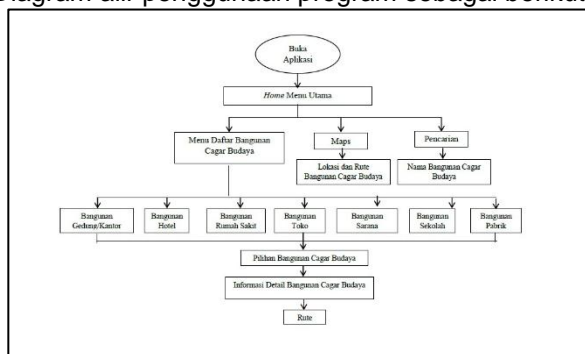 Diagram alir penggunaan program sebagai berikut
Buka
Aplikasi
Home Menu Utama
Menu Daftar Bangunan
Cagar Budaya
Maps
Pencarian
Lokasi dan Rute
Bangunan Cagar Budaya
Nama Bangunan Cagar
Budaya
Bangunan
Gedung/Kantor
Bangunan
Hotel
Bangunan
Rumah Sakit
Bangunan
Toko
Bangunan
Sarana
Bangunan
Sekolah
Bangunan
Pabrik
Pilihan Bangunan Cagar Budaya
Informasi Detail Bangunan Cagar Budaya
Rute